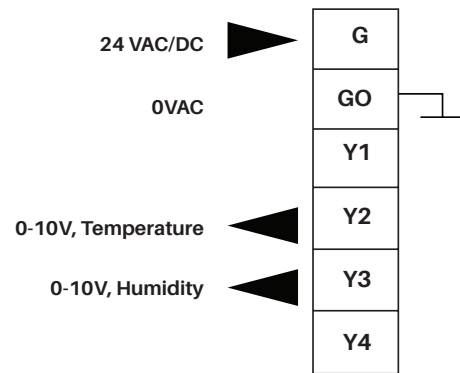 24 VAC/DC G
0VAC GO
Y1
0-10V, Temperature Y2
0-10V, Humidity Y3
Y4